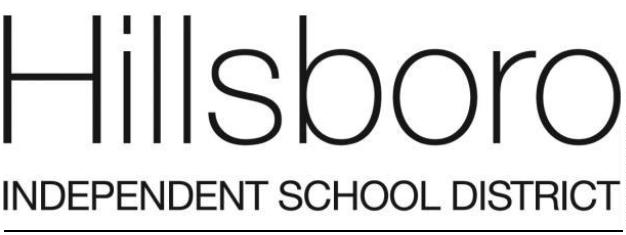 Hillsboro
INDEPENDENT SCHOOL DISTRICT